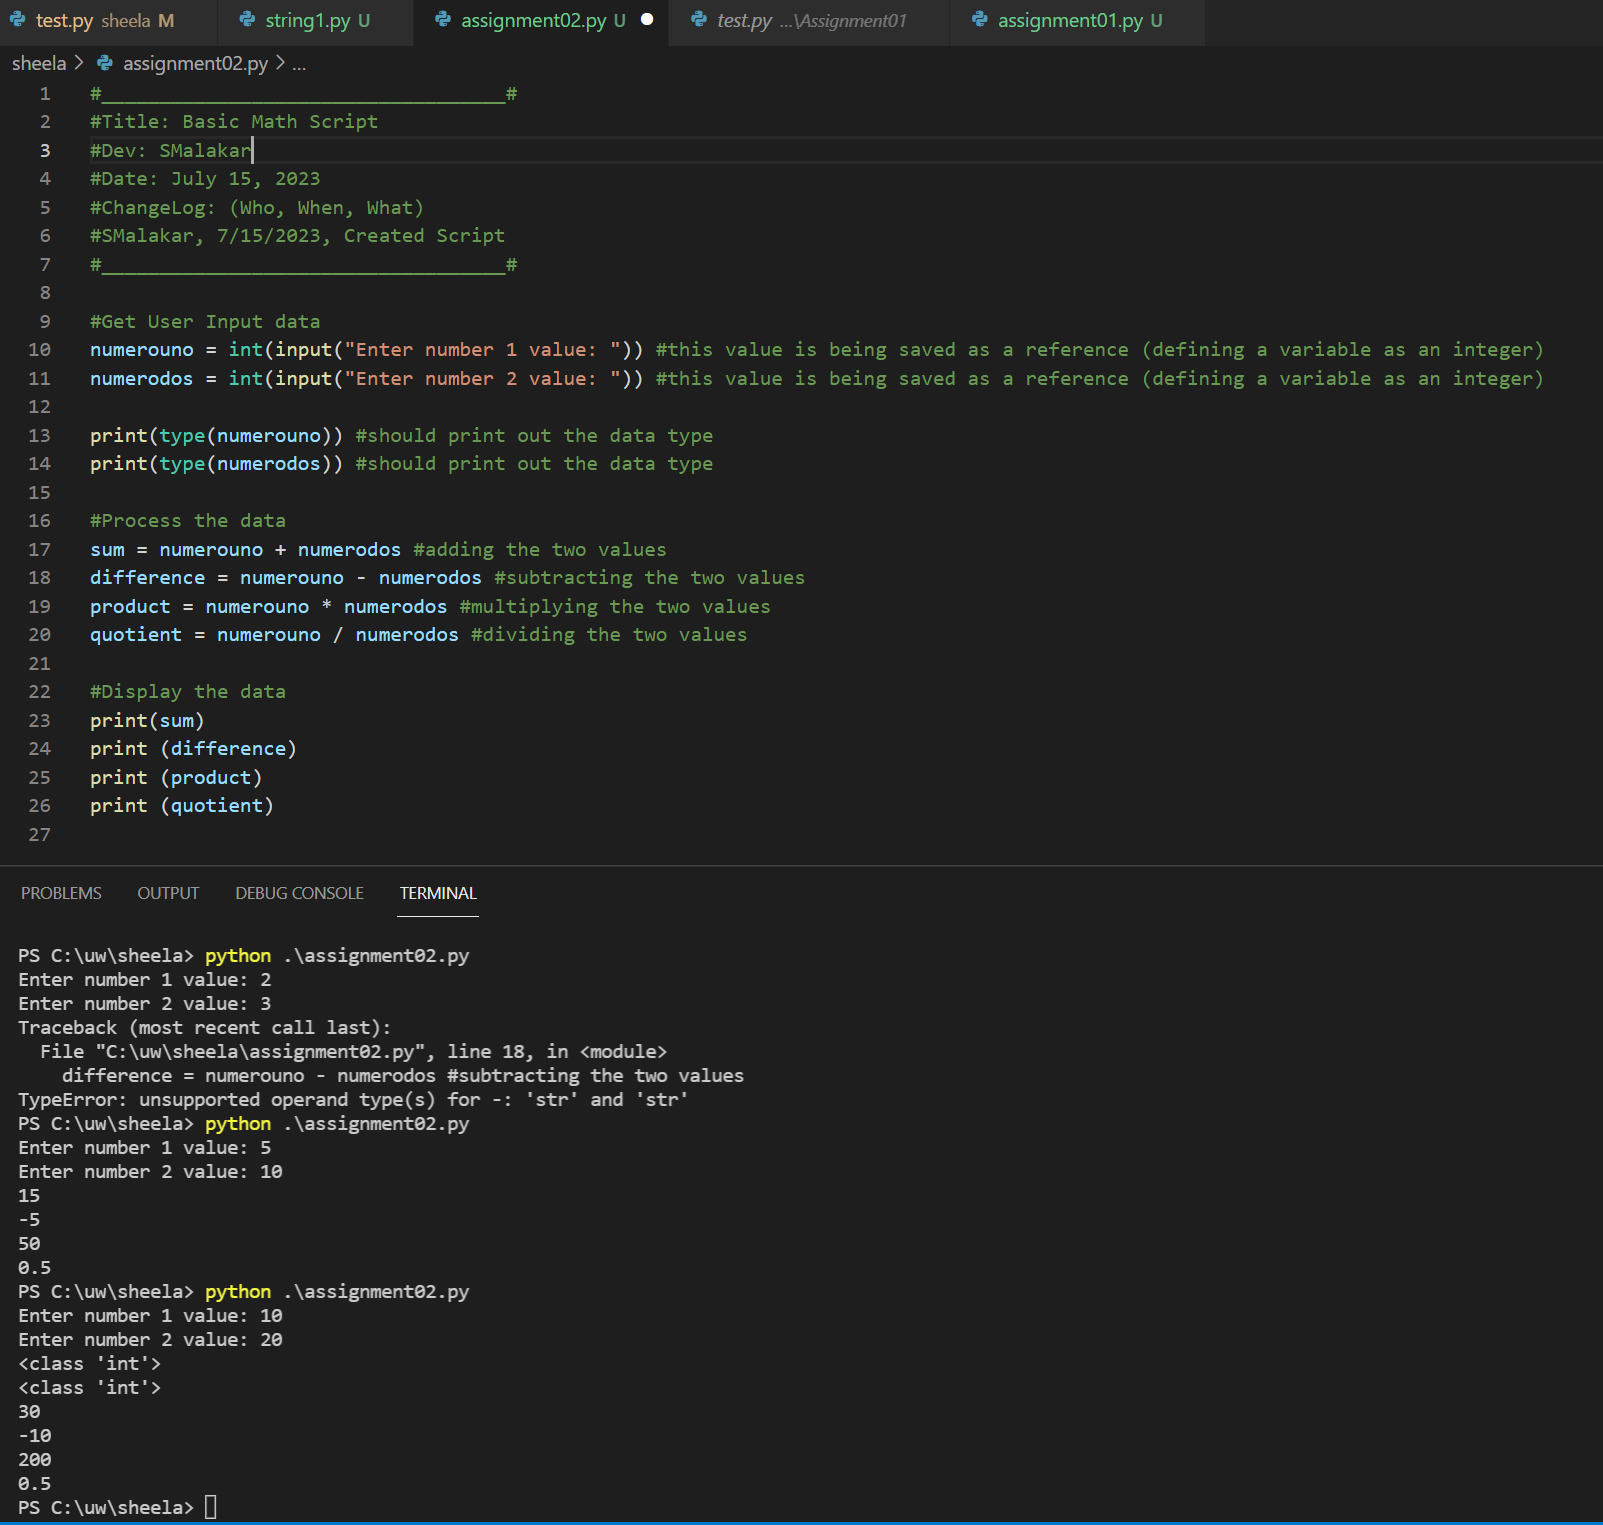 test.py sheela M string1.py U assignment02.py U test.py ...\Assignment01 assignment01.py U
sheela > assignment02.py > ...
1 #___________________________________#
2 #Title: Basic Math Script
3 #Dev: SMalakar
4 #Date: July 15, 2023
5 #ChangeLog: (Who, When, What)
6 #SMalakar, 7/15/2023, Created Script
7 #___________________________________#
8
9 #Get User Input data
10 numerouno = int(input("Enter number 1 value: ")) #this value is being saved as a reference (defining a variable as an integer)
11 numerodos = int(input("Enter number 2 value: ")) #this value is being saved as a reference (defining a variable as an integer)
12
13 print(type(numerouno)) #should print out the data type
14 print(type(numerodos)) #should print out the data type
15
16 #Process the data
17 sum = numerouno + numerodos #adding the two values
18 difference = numerouno - numerodos #subtracting the two values
19 product = numerouno * numerodos #multiplying the two values
20 quotient = numerouno / numerodos #dividing the two values
21
22 #Display the data
23 print(sum)
24 print (difference)
25 print (product)
26 print (quotient)
27
PROBLEMS OUTPUT DEBUG CONSOLE TERMINAL
PS C:\uw\sheela> python .\assignment02.py
Enter number 1 value: 2
Enter number 2 value: 3
Traceback (most recent call last):
  File "C:\uw\sheela\assignment02.py", line 18, in <module>
    difference = numerouno - numerodos #subtracting the two values
TypeError: unsupported operand type(s) for -: 'str' and 'str'
PS C:\uw\sheela> python .\assignment02.py
Enter number 1 value: 5
Enter number 2 value: 10
15
-5
50
0.5
PS C:\uw\sheela> python .\assignment02.py
Enter number 1 value: 10
Enter number 2 value: 20
<class 'int'>
<class 'int'>
30
-10
200
0.5
PS C:\uw\sheela>